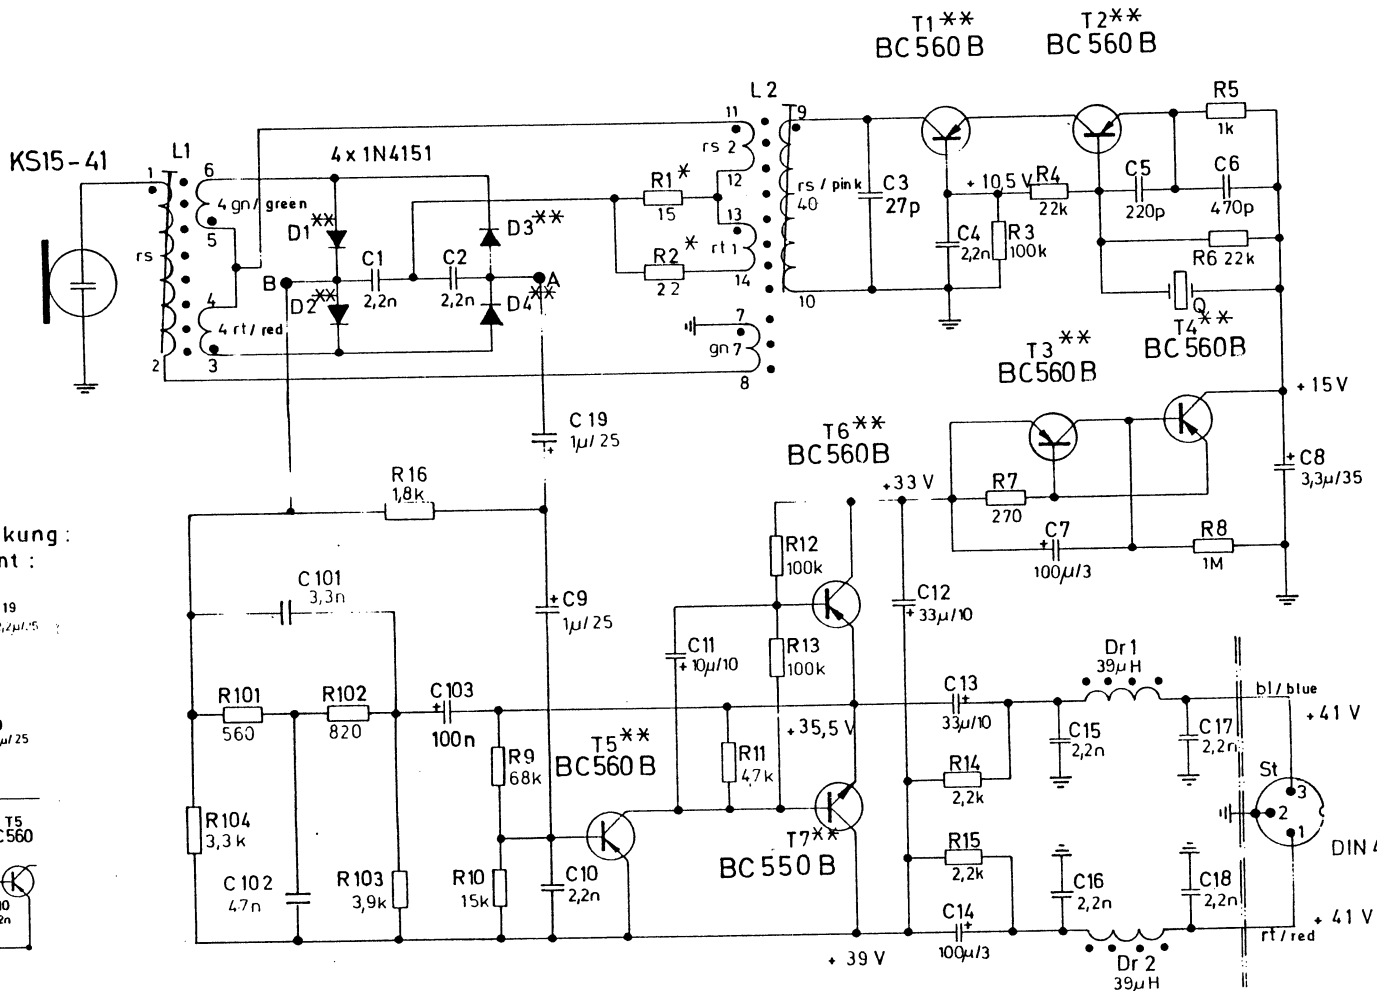 T1**
BC560B
T2**
BC560B
L2
11
9
R5
1k
KS15-41
L1
4x1N4151
rs 2
12
1
6
4 gn/green
5
rs
4
4 rt/red
3
2
D1**
D3**
D2**
D4**
B
A
C1
2,2n
C2
2,2n
R1*
15
R2*
22
13
rt 1
14
rs / pink
40
10
7
gn 7
8
C3
27p
+10,5V
R4
22k
C5
220p
C6
470p
C4
2,2n
R3
100k
R6 22k
Q
T4**
BC560B
T3**
BC560B
+15V
C8
+
3,3µ/35
C19
1µ/25
+
T6**
BC560B
+33V
R7
270
C7
+
100µ/3
R8
1M
R16
1,8k
kung:
nt:
19
C101
3,3n
C9
+
1µ/25
R12
100k
C12
+ 33µ/10
C11
+ 10µ/10
R13
100k
Dr1
39µH
R101
560
R102
820
C103
+
100n
R9
68k
T5**
BC560B
R11
4,7k
+35,5V
C13
+
33µ/10
C15
2,2n
C17
2,2n
bl/blue
+41V
R14
2,2k
St
3
2
1
DIN 4
µ/25
T5
C560
10
2n
R104
3,3k
C102
47n
R103
3,9k
R10
15k
C10
2,2n
T7**
BC550B
R15
2,2k
C14
+
100µ/3
C16
2,2n
C18
2,2n
+41V
rt/red
+39V
Dr2
39µH